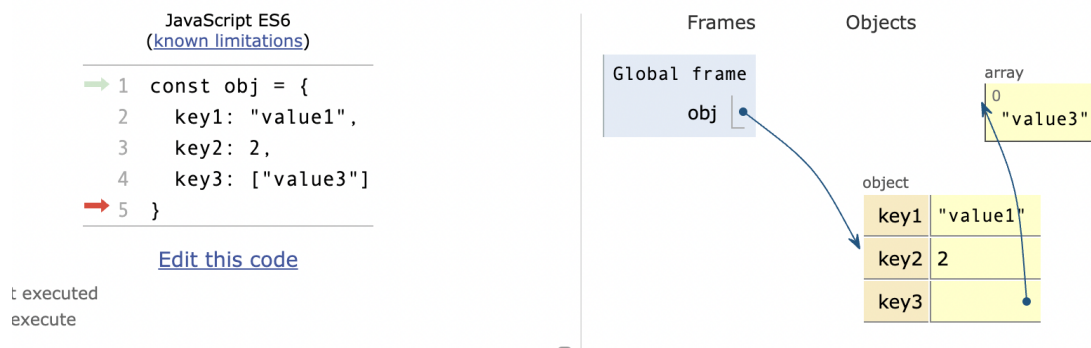 JavaScript ES6
(known limitations)
1 const obj = {
2 key1: "value1",
3 key2: 2,
4 key3: ["value3"]
5 }
Edit this code
t executed
execute
Frames Objects
Global frame
obj
array
0
"value3"
object
key1 "value1"
key2 2
key3